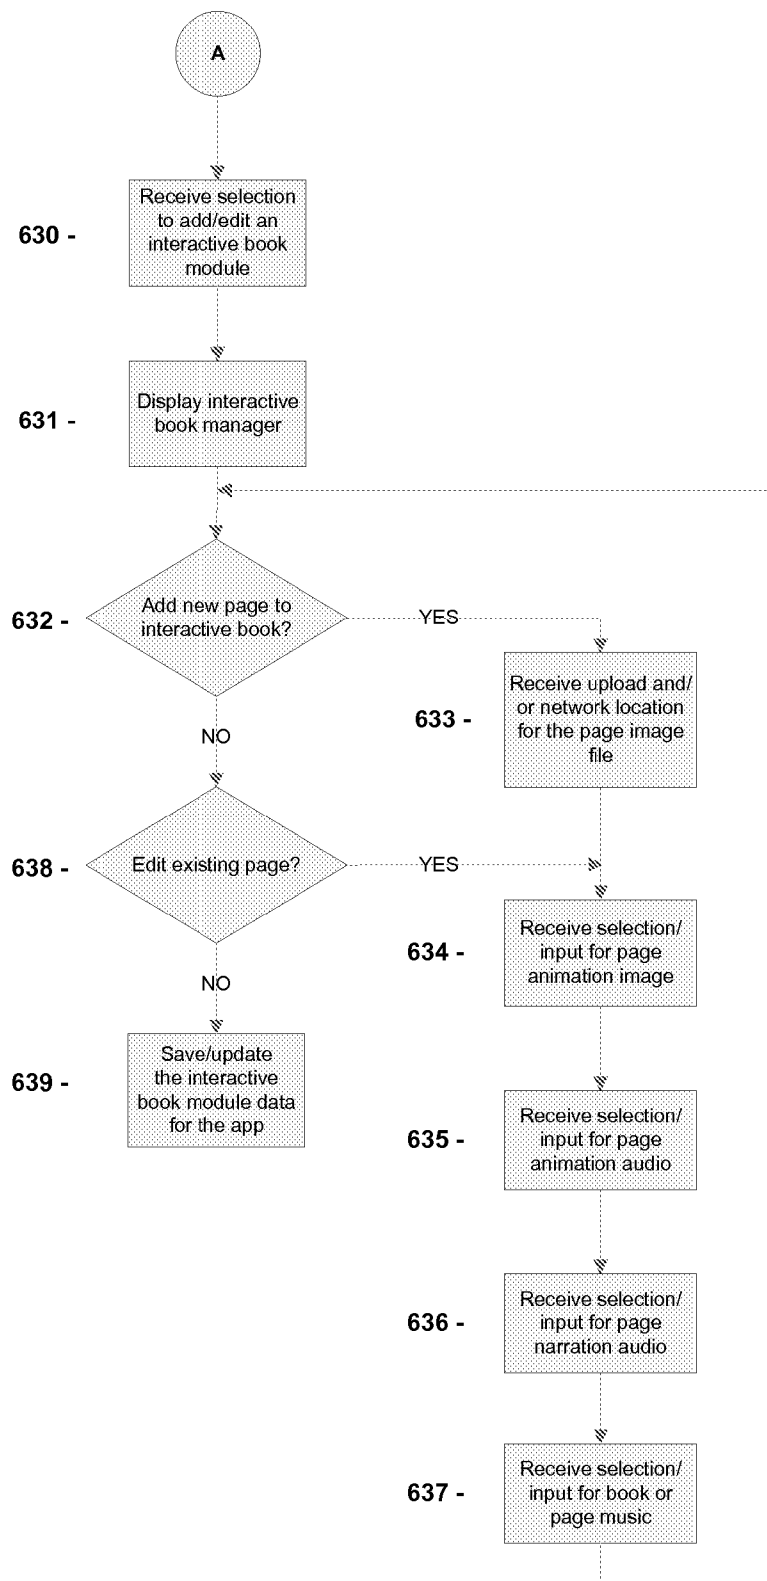 A
630 -
Receive selection
to add/edit an
interactive book
module
631 -
Display interactive
book manager
632 -
Add new page to
interactive book?
YES
633 -
Receive upload and/
or network location
for the page image
file
NO
638 -
Edit existing page?
YES
634 -
Receive selection/
input for page
animation image
NO
639 -
Save/update
the interactive
book module data
for the app
635 -
Receive selection/
input for page
animation audio
636 -
Receive selection/
input for page
narration audio
637 -
Receive selection/
input for book or
page music